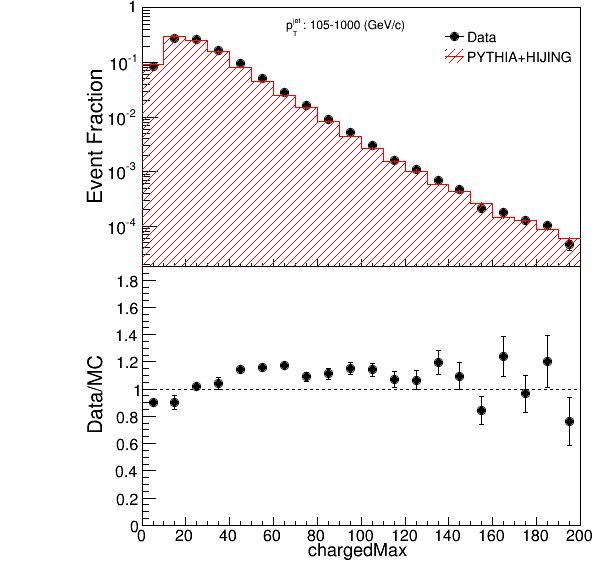 p_T^jet : 105-1000 (GeV/c)
Data
PYTHIA+HIJING
Event Fraction
1
10^-1
10^-2
10^-3
10^-4
Data/MC
1.8
1.6
1.4
1.2
1
0.8
0.6
0.4
0.2
0
0 20 40 60 80 100 120 140 160 180 200
chargedMax